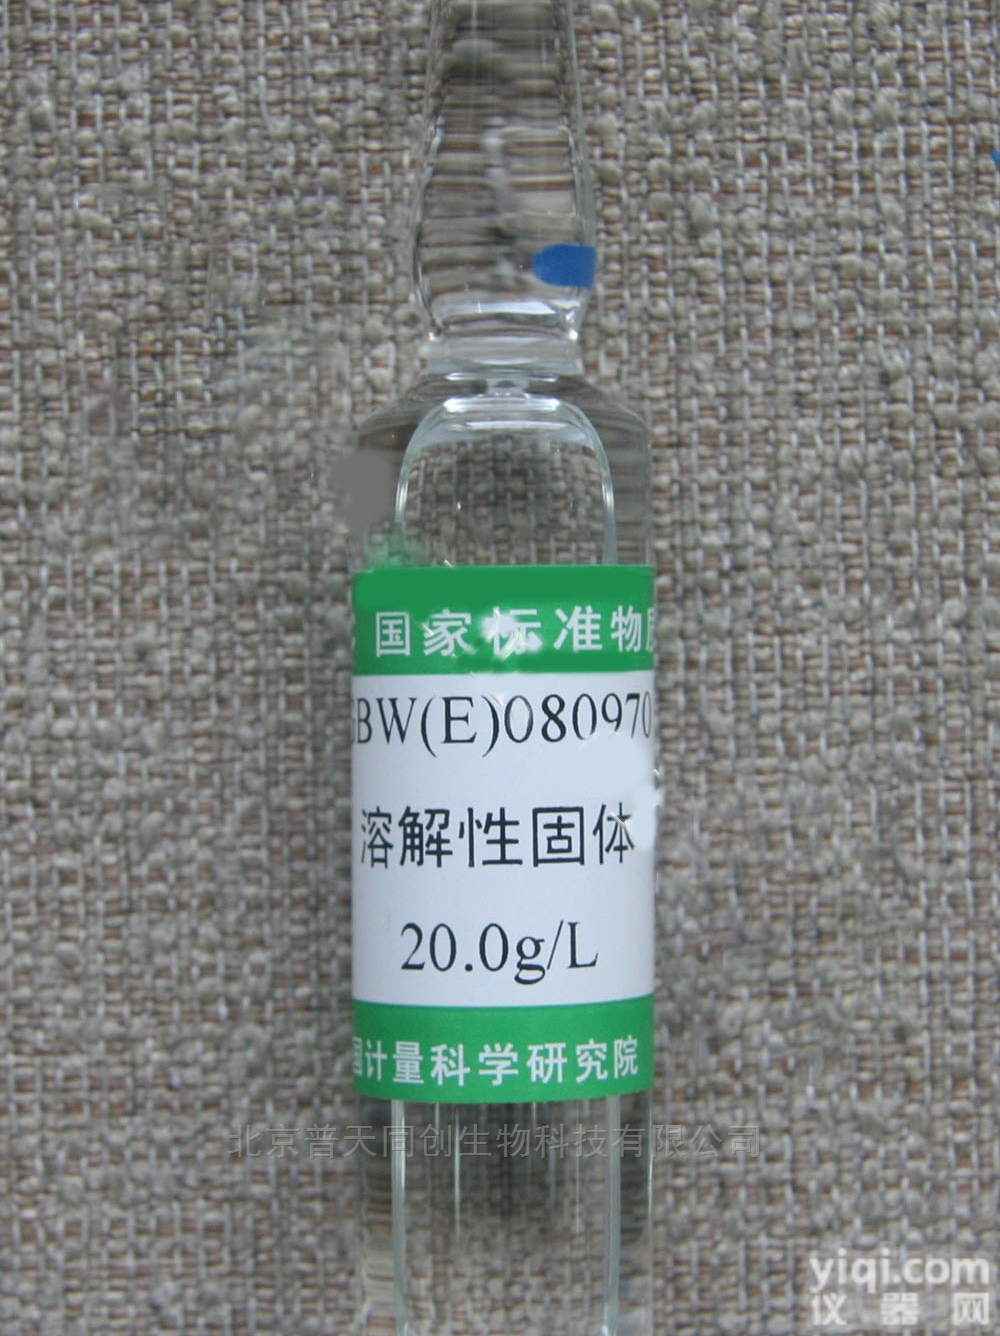 国家标准物
BW(E)080970
溶解性固体
20.0g/L
国计量科学研究院
北京普天同创生物科技有限公司
yiqi.com
仪器网